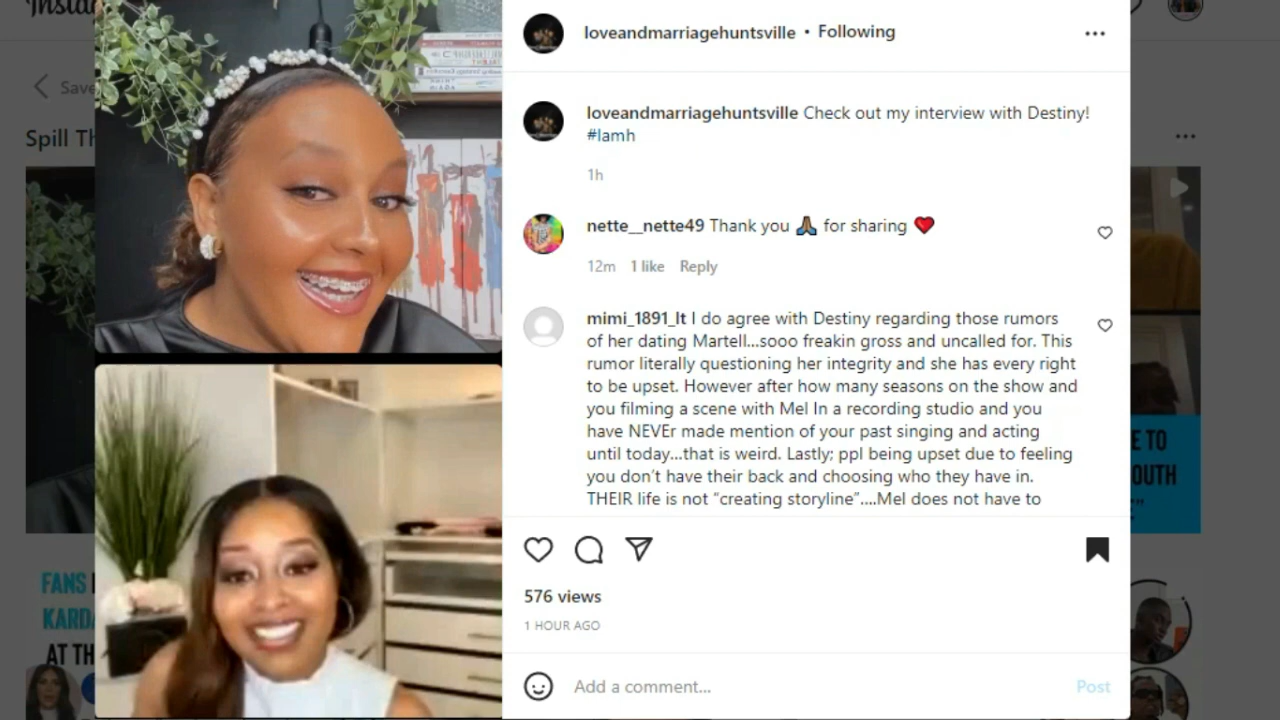 Save
Spill Th
FANS
KARDA
AT TH
loveandmarriagehuntsville • Following
loveandmarriagehuntsville Check out my interview with Destiny!
#lamh
1h
nette__nette49 Thank you 🙏🏾 for sharing ❤️
12m 1 like Reply
mimi_1891_lt I do agree with Destiny regarding those rumors
of her dating Martell...sooo freakin gross and uncalled for. This
rumor literally questioning her integrity and she has every right
to be upset. However after how many seasons on the show and
you filming a scene with Mel In a recording studio and you
have NEVEr made mention of your past singing and acting
until today...that is weird. Lastly; ppl being upset due to feeling
you don’t have their back and choosing who they have in.
THEIR life is not “creating storyline”....Mel does not have to
576 views
1 HOUR AGO
Add a comment...
Post
E TO
OUTH